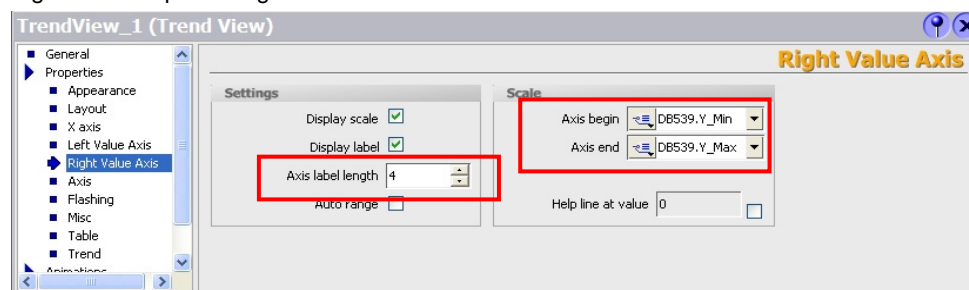 TrendView_1 (Trend View)
General
Properties
Appearance
Layout
X axis
Left Value Axis
Right Value Axis
Axis
Flashing
Misc
Table
Trend
Animations
Right Value Axis
Settings
Display scale
Display label
Axis label length 4
Auto range
Scale
Axis begin DB539.Y_Min
Axis end DB539.Y_Max
Help line at value 0